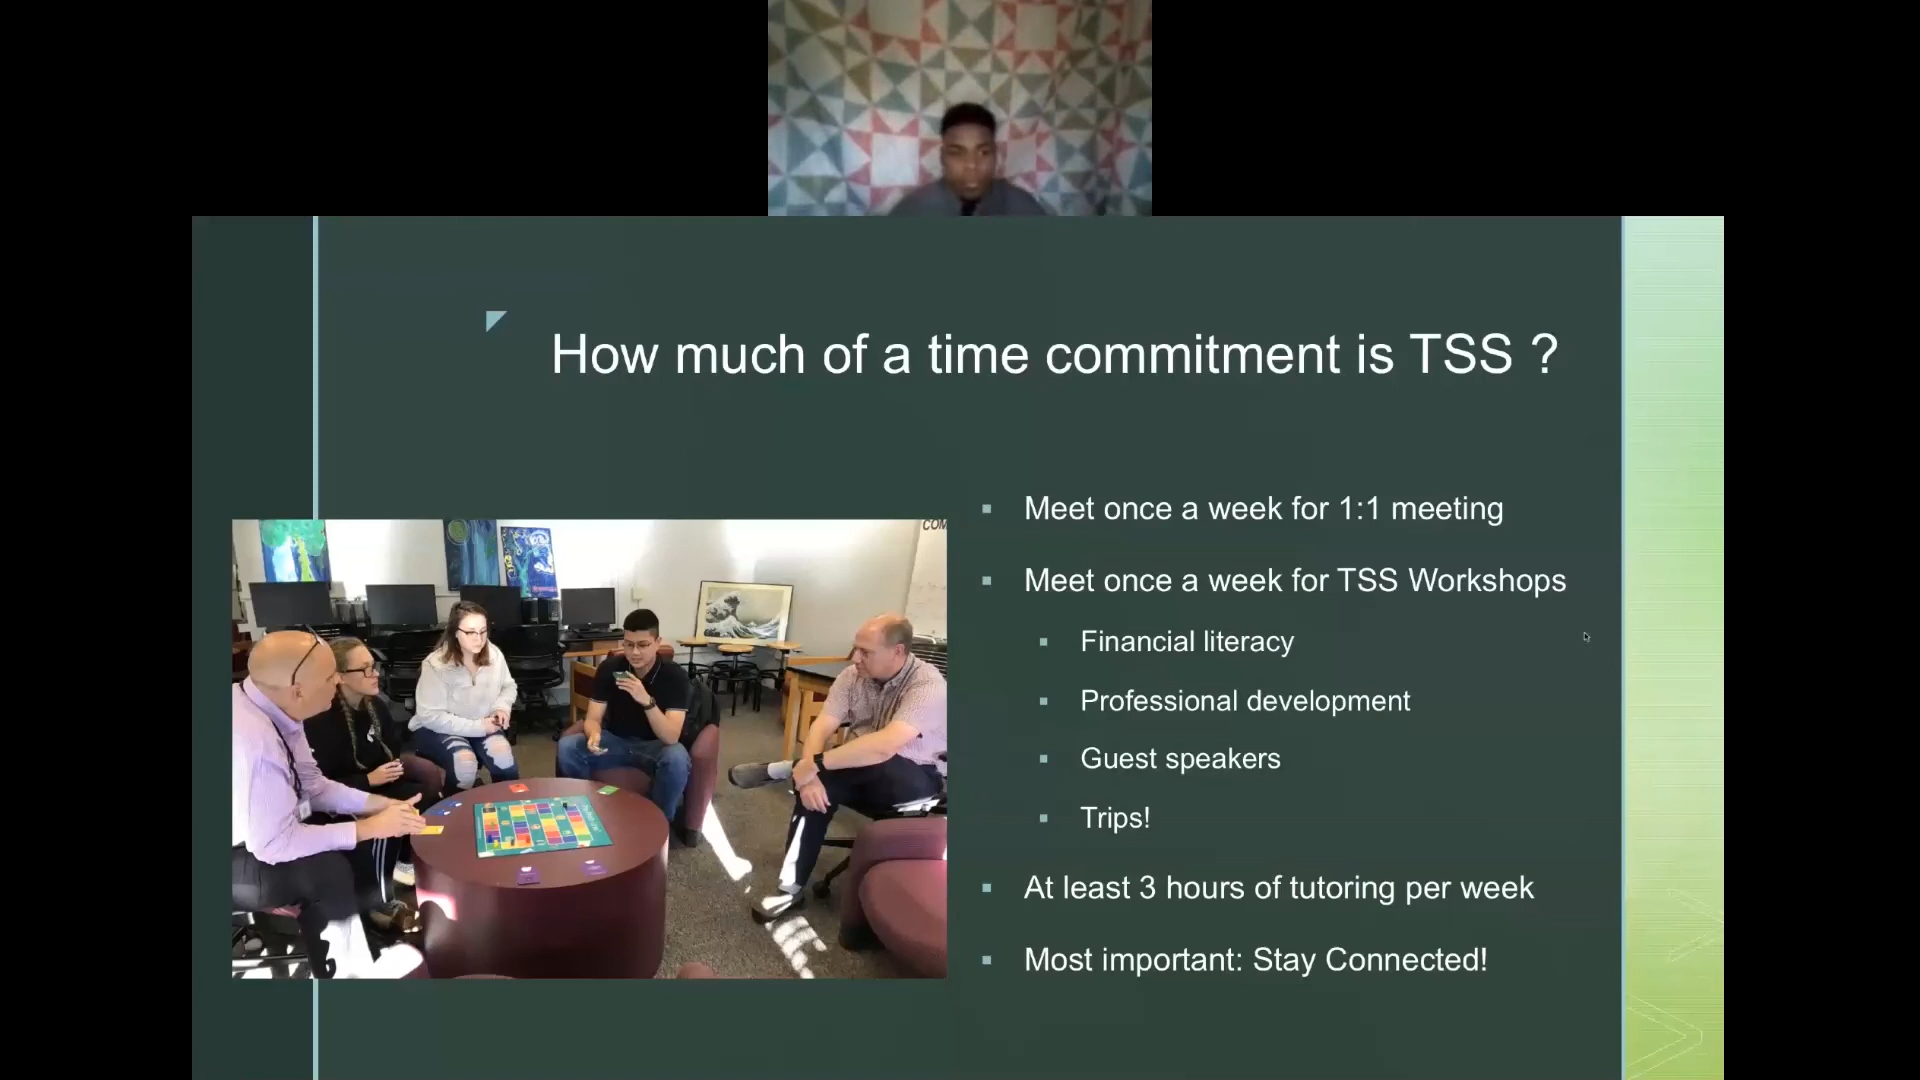 How much of a time commitment is TSS ?
Meet once a week for 1:1 meeting
Meet once a week for TSS Workshops
Financial literacy
Professional development
Guest speakers
Trips!
At least 3 hours of tutoring per week
Most important: Stay Connected!
COM